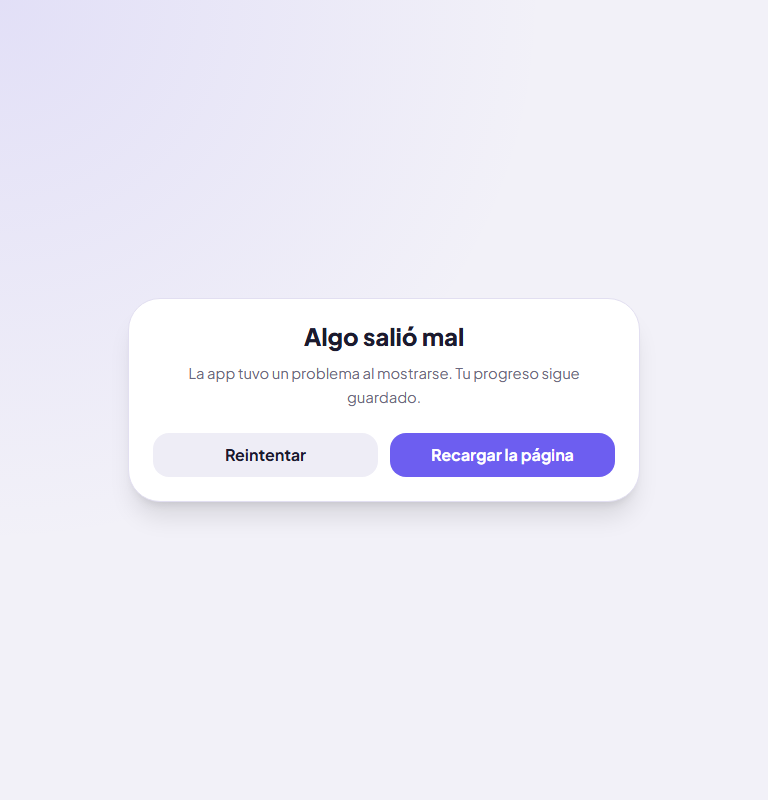 Algo salió mal
La app tuvo un problema al mostrarse. Tu progreso sigue
guardado.
Reintentar
Recargar la página